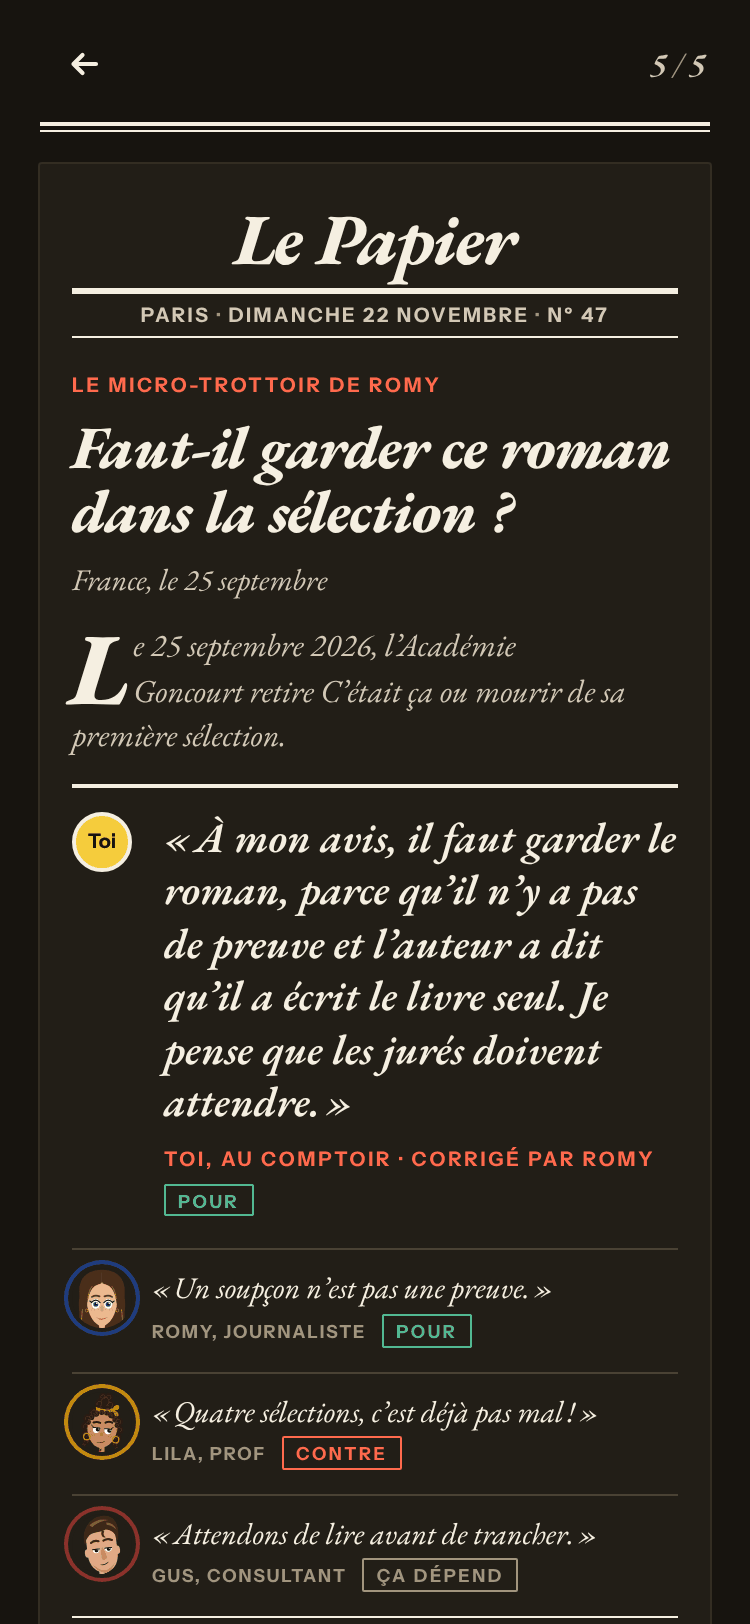 5 / 5
Le Papier
PARIS · DIMANCHE 22 NOVEMBRE · N° 47
LE MICRO-TROTTOIR DE ROMY
Faut-il garder ce roman
dans la sélection ?
France, le 25 septembre
Le 25 septembre 2026, l’Académie
Goncourt retire C’était ça ou mourir de sa
première sélection.
Toi
« À mon avis, il faut garder le
roman, parce qu’il n’y a pas
de preuve et l’auteur a dit
qu’il a écrit le livre seul. Je
pense que les jurés doivent
attendre. »
TOI, AU COMPTOIR · CORRIGÉ PAR ROMY
POUR
« Un soupçon n’est pas une preuve. »
ROMY, JOURNALISTE POUR
« Quatre sélections, c’est déjà pas mal ! »
LILA, PROF CONTRE
« Attendons de lire avant de trancher. »
GUS, CONSULTANT ÇA DÉPEND